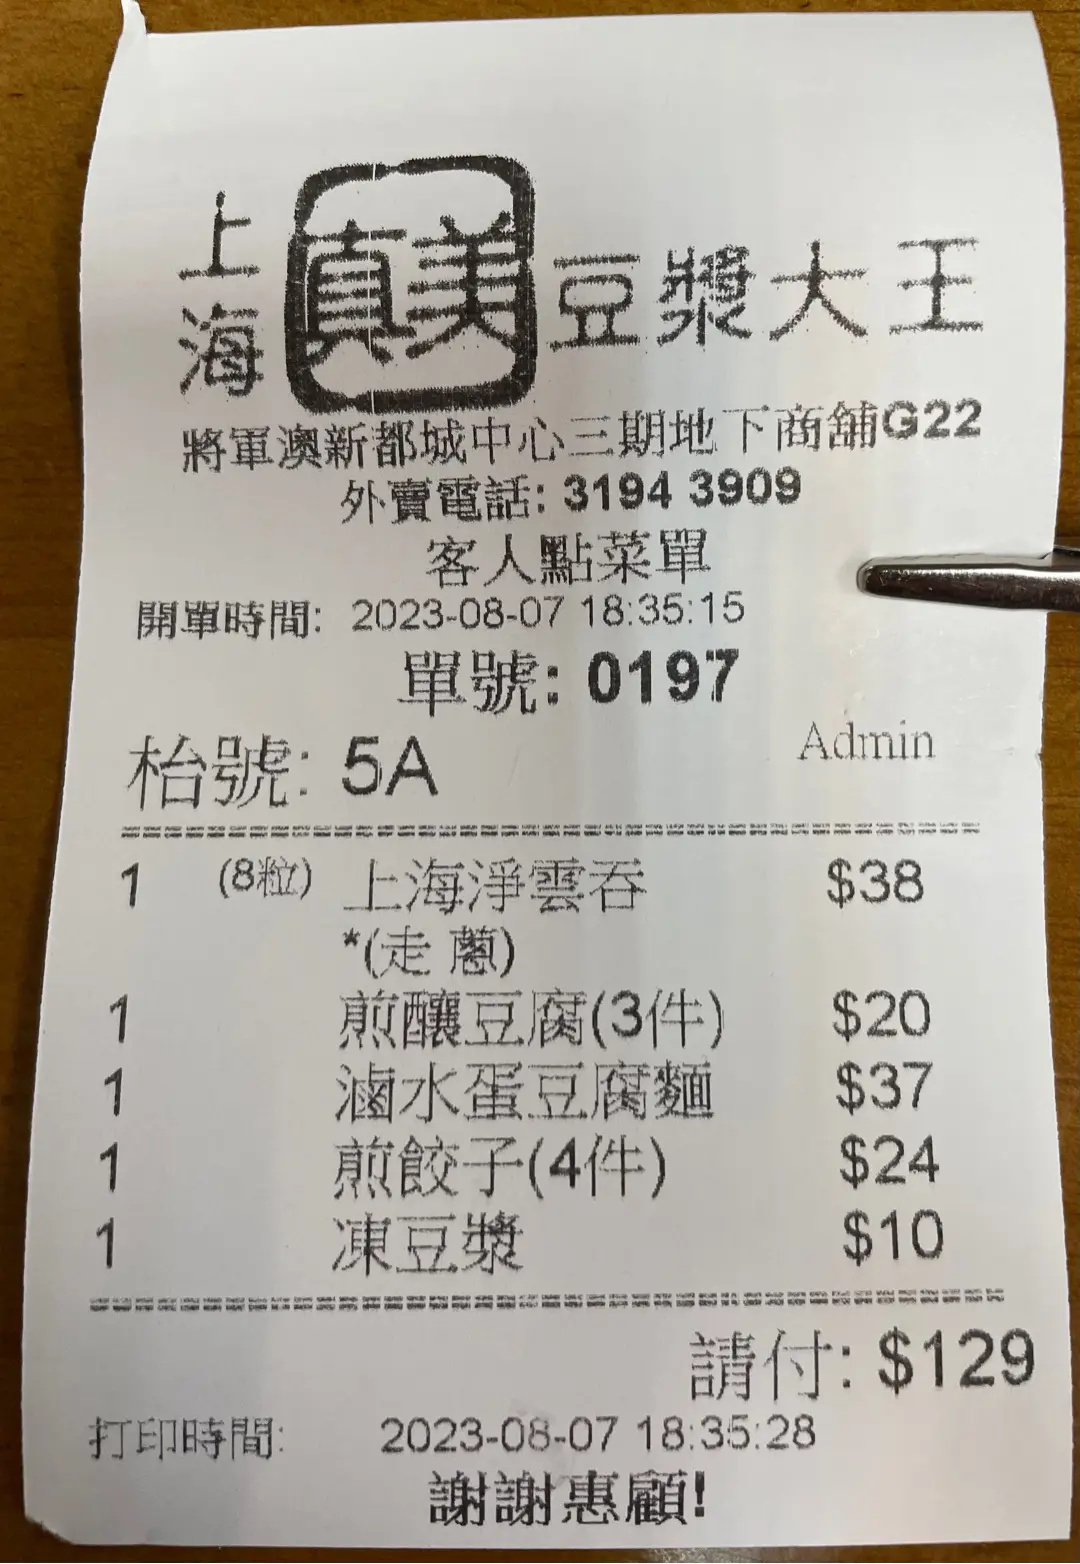 上海 真美 豆漿大王
將軍澳新都城中心三期地下商舖G22
外賣電話: 3194 3909
客人點菜單
開單時間: 2023-08-07 18:35:15
單號: 0197
枱號: 5A Admin
1 (8粒) 上海淨雲吞 $38
*(走 蔥)
1 煎釀豆腐(3件) $20
1 滷水蛋豆腐麵 $37
1 煎餃子(4件) $24
1 凍豆漿 $10
請付: $129
打印時間: 2023-08-07 18:35:28
謝謝惠顧!